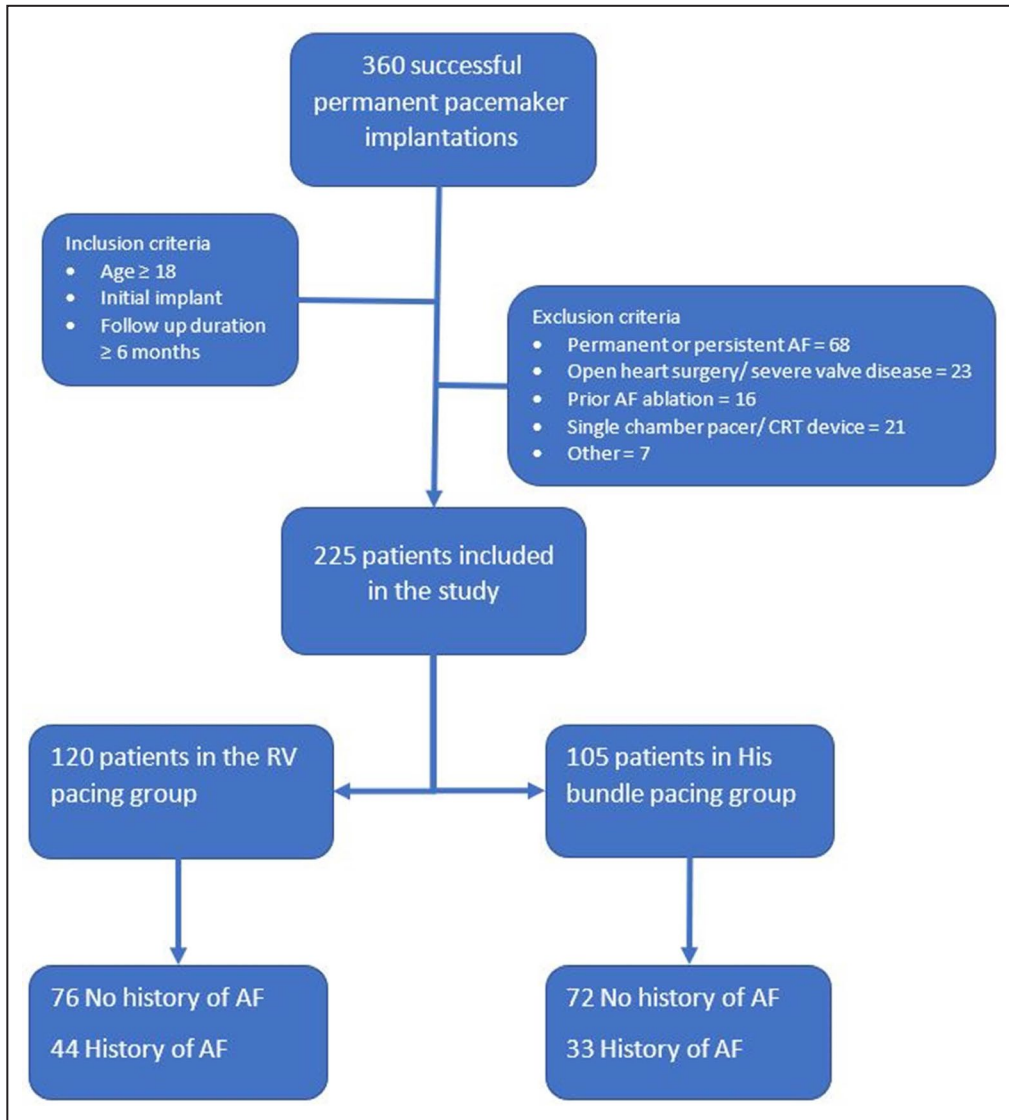 360 successful
permanent pacemaker
implantations
Inclusion criteria
• Age ≥ 18
• Initial implant
• Follow up duration
≥ 6 months
Exclusion criteria
• Permanent or persistent AF = 68
• Open heart surgery/ severe valve disease = 23
• Prior AF ablation = 16
• Single chamber pacer/ CRT device = 21
• Other = 7
225 patients included
in the study
120 patients in the RV
pacing group
105 patients in His
bundle pacing group
76 No history of AF
44 History of AF
72 No history of AF
33 History of AF